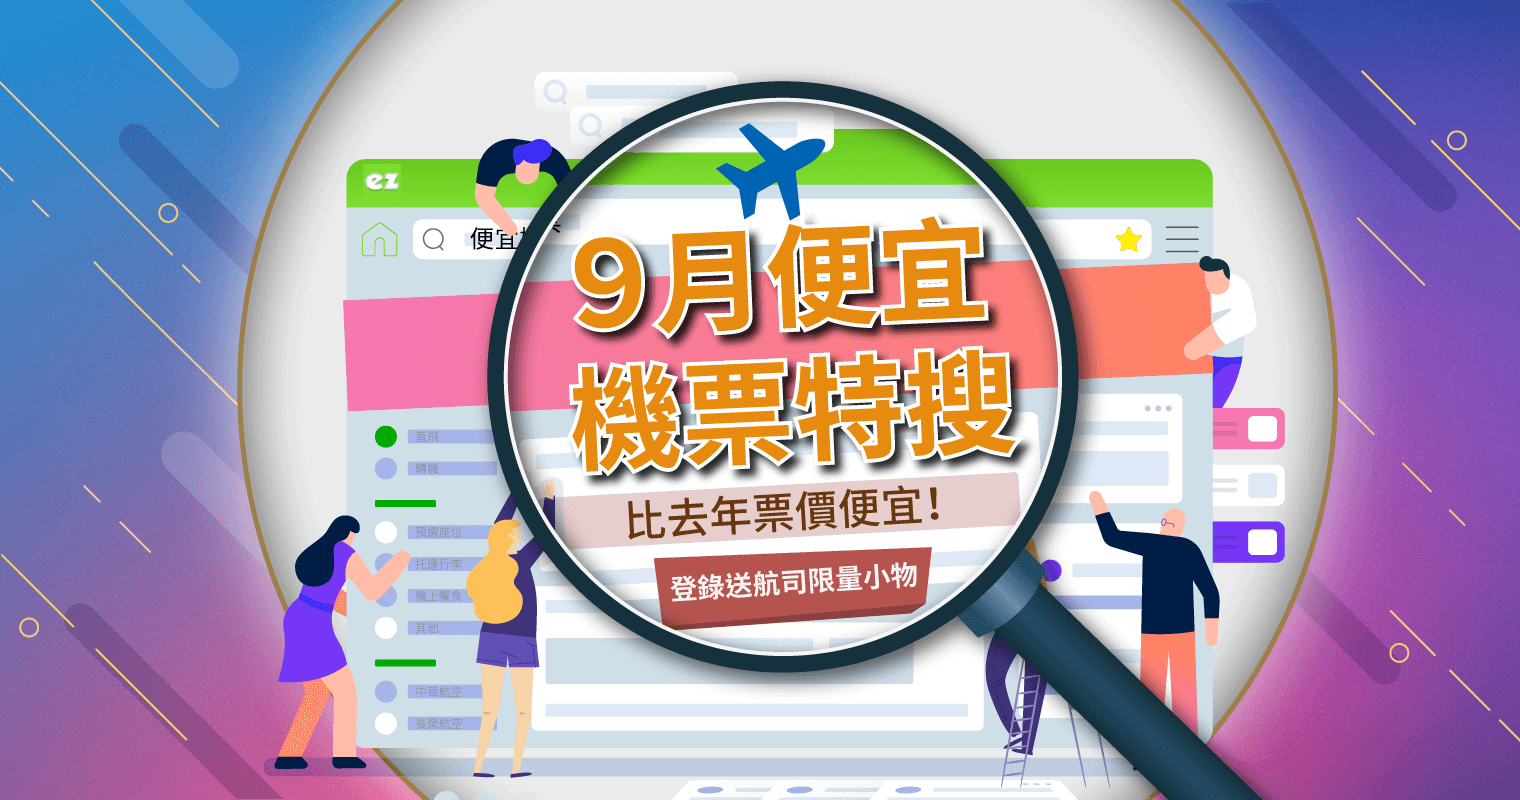 ez
便宜
9月便宜
機票特搜
比去年票價便宜！
登錄送航司限量小物
直飛
轉機
預選座位
托運行李
機上餐食
其他
中華航空
長榮航空